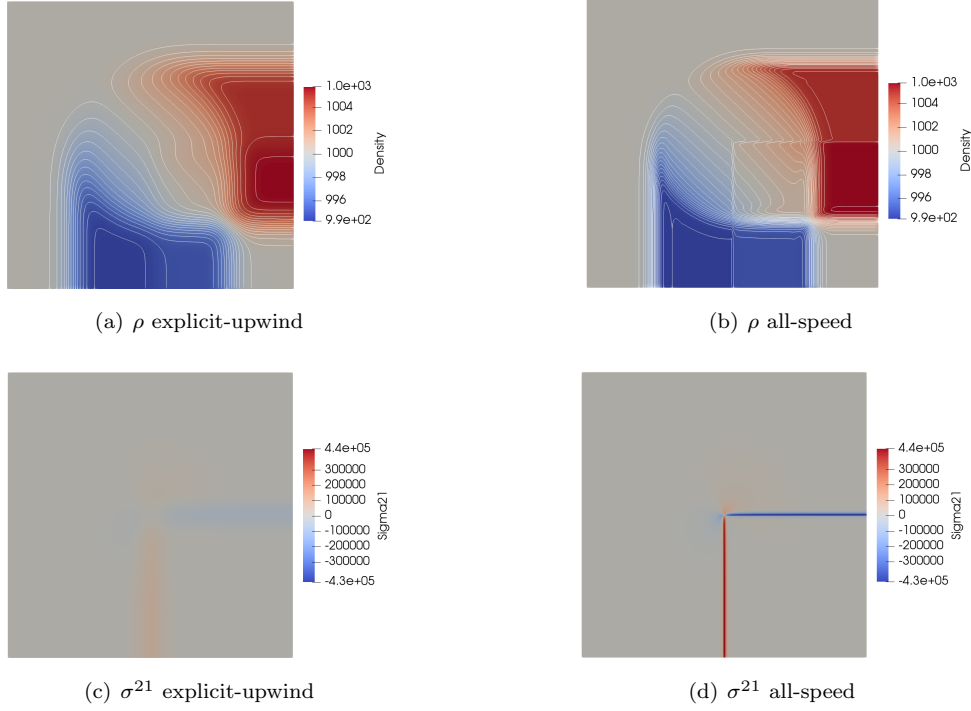 1.0e+03
1004
1002
1000
998
996
9.9e+02
Density
1.0e+03
1004
1002
1000
998
996
9.9e+02
Density
(a) ρ explicit-upwind
(b) ρ all-speed
4.4e+05
300000
200000
100000
0
-100000
-200000
-300000
-4.3e+05
Sigma21
4.4e+05
300000
200000
100000
0
-100000
-200000
-300000
-4.3e+05
Sigma21
(c) σ²¹ explicit-upwind
(d) σ²¹ all-speed